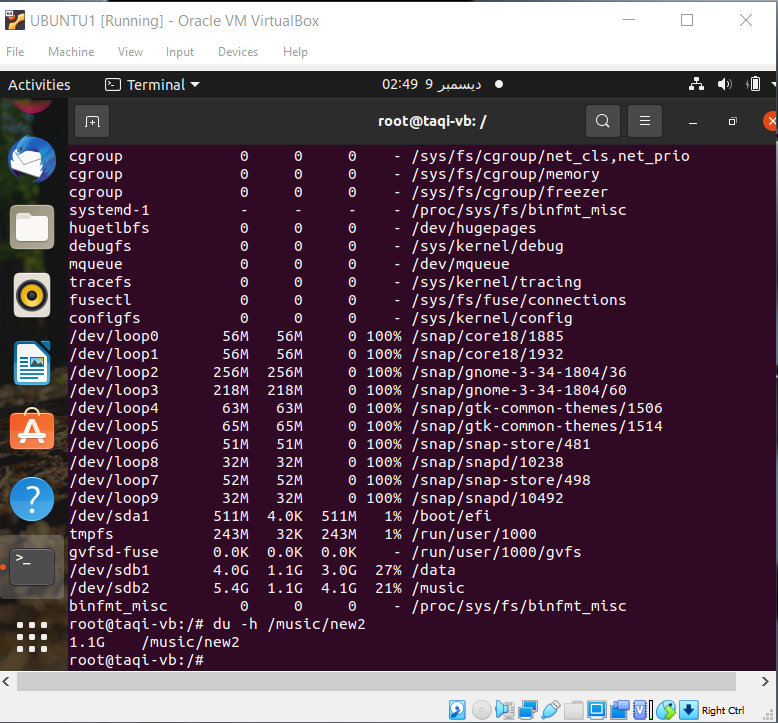 UBUNTU1 [Running] - Oracle VM VirtualBox
File Machine View Input Devices Help
Activities Terminal 02:49 9 ديسمبر
root@taqi-vb: /
cgroup 0 0 0 - /sys/fs/cgroup/net_cls,net_prio
cgroup 0 0 0 - /sys/fs/cgroup/memory
cgroup 0 0 0 - /sys/fs/cgroup/freezer
systemd-1 - - - - /proc/sys/fs/binfmt_misc
hugetlbfs 0 0 0 - /dev/hugepages
debugfs 0 0 0 - /sys/kernel/debug
mqueue 0 0 0 - /dev/mqueue
tracefs 0 0 0 - /sys/kernel/tracing
fusectl 0 0 0 - /sys/fs/fuse/connections
configfs 0 0 0 - /sys/kernel/config
/dev/loop0 56M 56M 0 100% /snap/core18/1885
/dev/loop1 56M 56M 0 100% /snap/core18/1932
/dev/loop2 256M 256M 0 100% /snap/gnome-3-34-1804/36
/dev/loop3 218M 218M 0 100% /snap/gnome-3-34-1804/60
/dev/loop4 63M 63M 0 100% /snap/gtk-common-themes/1506
/dev/loop5 65M 65M 0 100% /snap/gtk-common-themes/1514
/dev/loop6 51M 51M 0 100% /snap/snap-store/481
/dev/loop8 32M 32M 0 100% /snap/snapd/10238
/dev/loop7 52M 52M 0 100% /snap/snap-store/498
/dev/loop9 32M 32M 0 100% /snap/snapd/10492
/dev/sda1 511M 4.0K 511M 1% /boot/efi
tmpfs 243M 32K 243M 1% /run/user/1000
gvfsd-fuse 0.0K 0.0K 0.0K - /run/user/1000/gvfs
/dev/sdb1 4.0G 1.1G 3.0G 27% /data
/dev/sdb2 5.4G 1.1G 4.1G 21% /music
binfmt_misc 0 0 0 - /proc/sys/fs/binfmt_misc
root@taqi-vb:/# du -h /music/new2
1.1G /music/new2
root@taqi-vb:/#
Right Ctrl